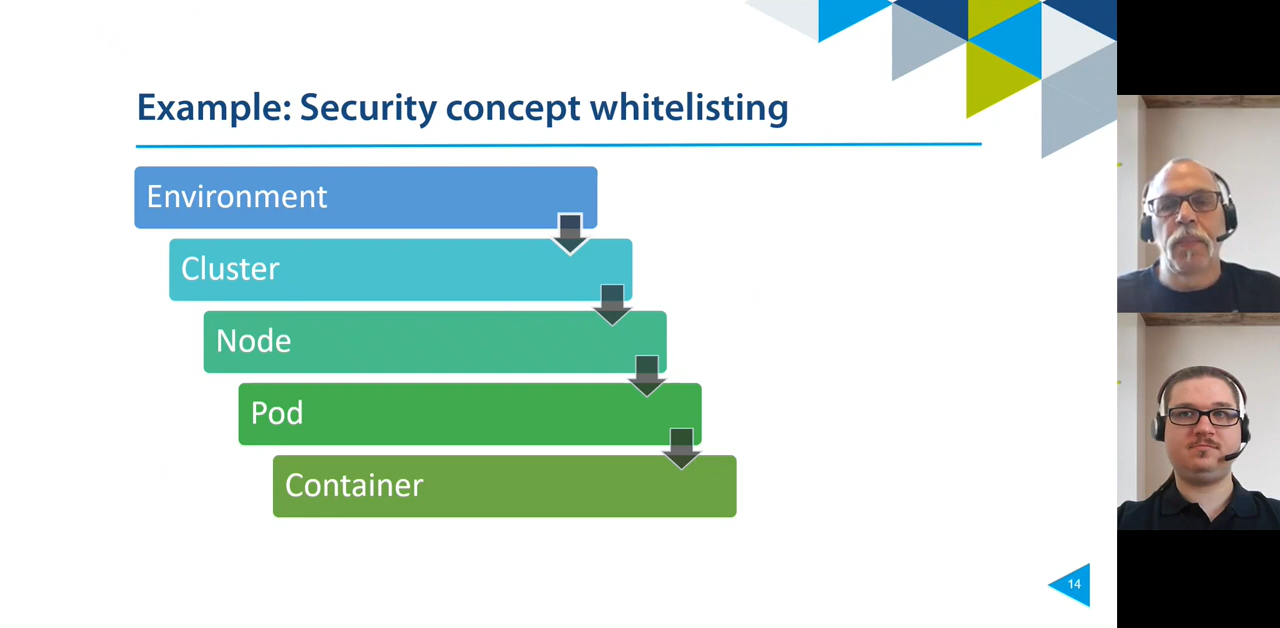 Example: Security concept whitelisting
Environment
Cluster
Node
Pod
Container
14